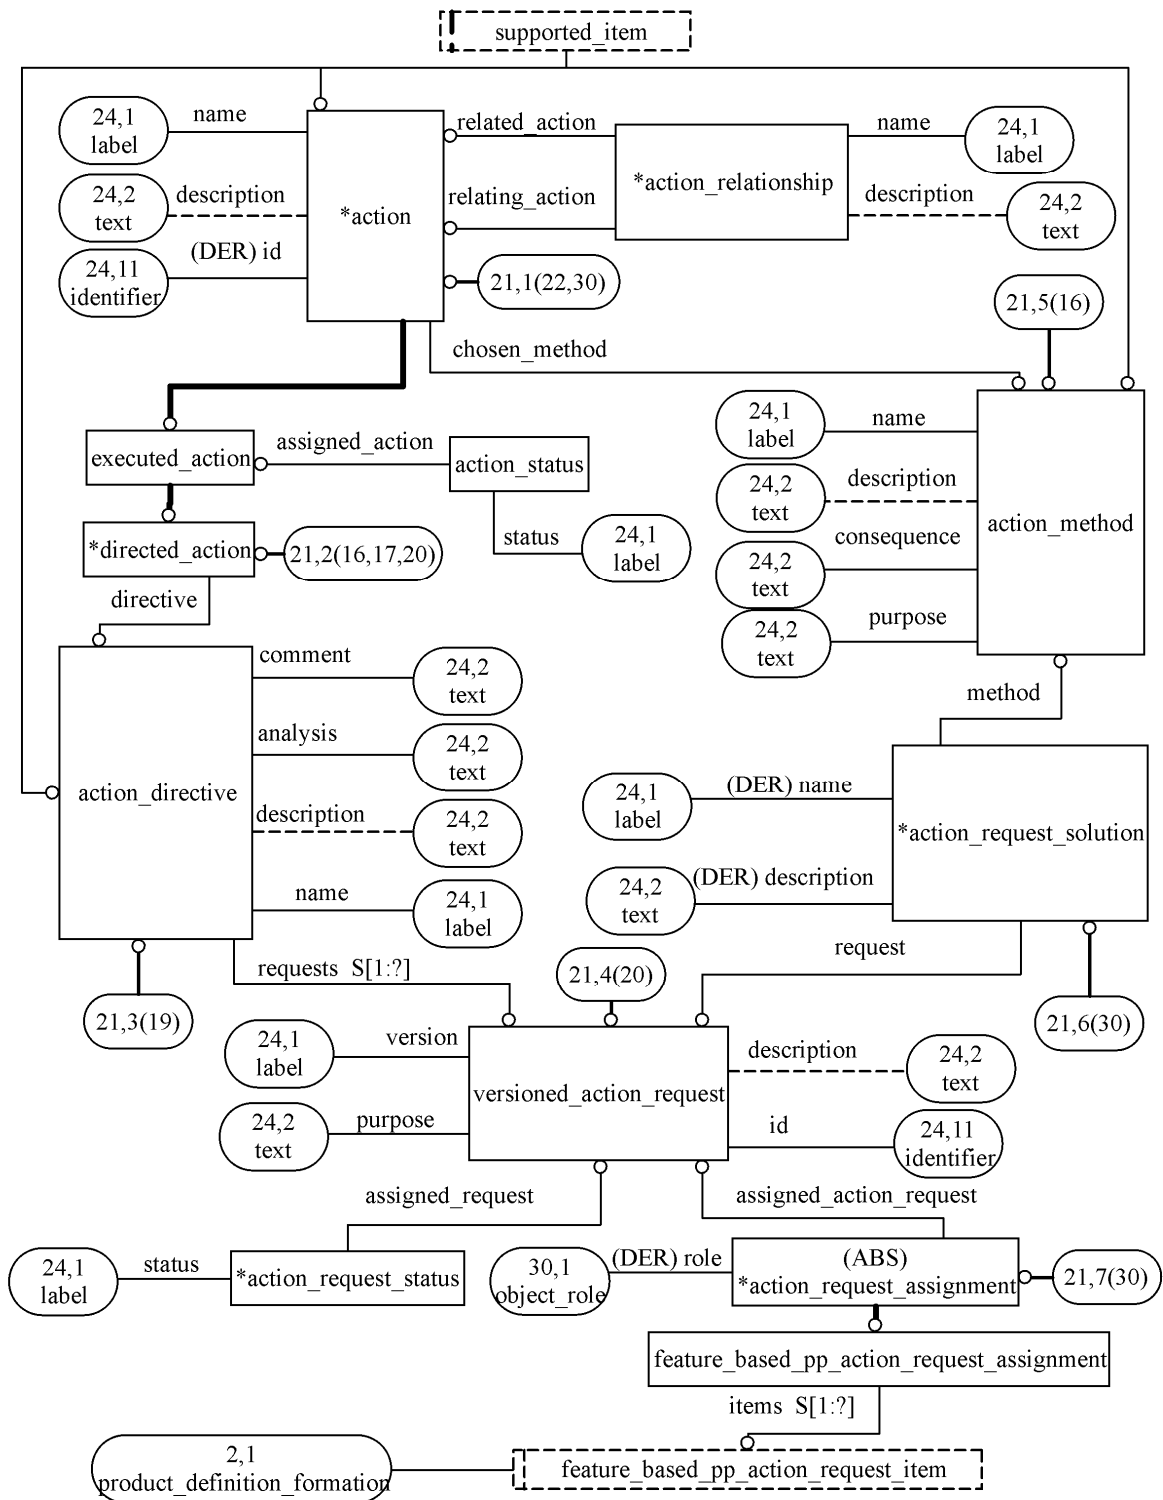 supported_item
24,1
label
name
related_action
name
24,1
label
*action_relationship
24,2
text
description
relating_action
description
24,2
text
*action
(DER) id
24,11
identifier
21,1(22,30)
21,5(16)
chosen_method
24,1
label
name
executed_action
assigned_action
action_status
24,2
text
description
action_method
*directed_action
21,2(16,17,20)
status
24,1
label
consequence
24,2
text
directive
purpose
24,2
text
comment
24,2
text
method
analysis
24,2
text
action_directive
24,1
label
(DER) name
description
24,2
text
*action_request_solution
name
24,1
label
24,2
text
(DER) description
request
requests S[1:?]
21,4(20)
21,3(19)
21,6(30)
24,1
label
version
description
24,2
text
versioned_action_request
24,2
text
purpose
id
24,11
identifier
assigned_request
assigned_action_request
24,1
label
status
*action_request_status
30,1
object_role
(DER) role
(ABS)
*action_request_assignment
21,7(30)
feature_based_pp_action_request_assignment
items S[1:?]
2,1
product_definition_formation
feature_based_pp_action_request_item